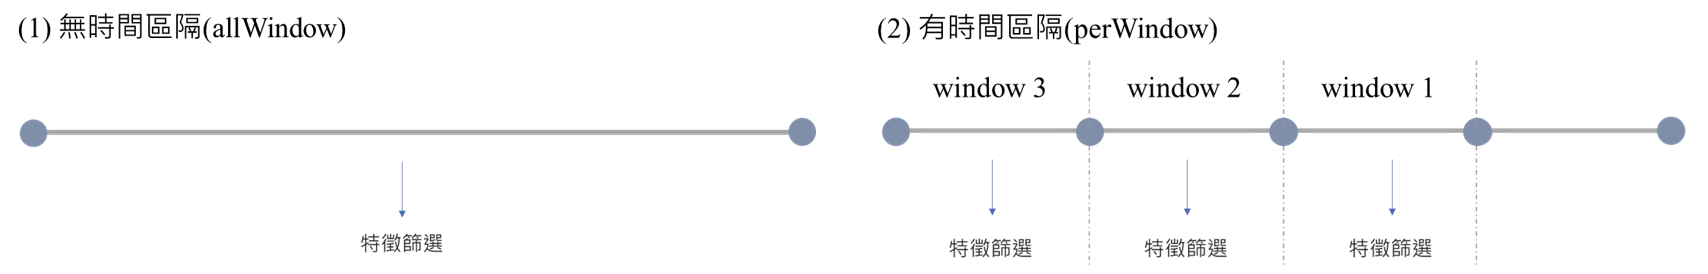 (1) 無時間區隔(allWindow)
特徵篩選
(2) 有時間區隔(perWindow)
window 3 window 2 window 1
特徵篩選 特徵篩選 特徵篩選